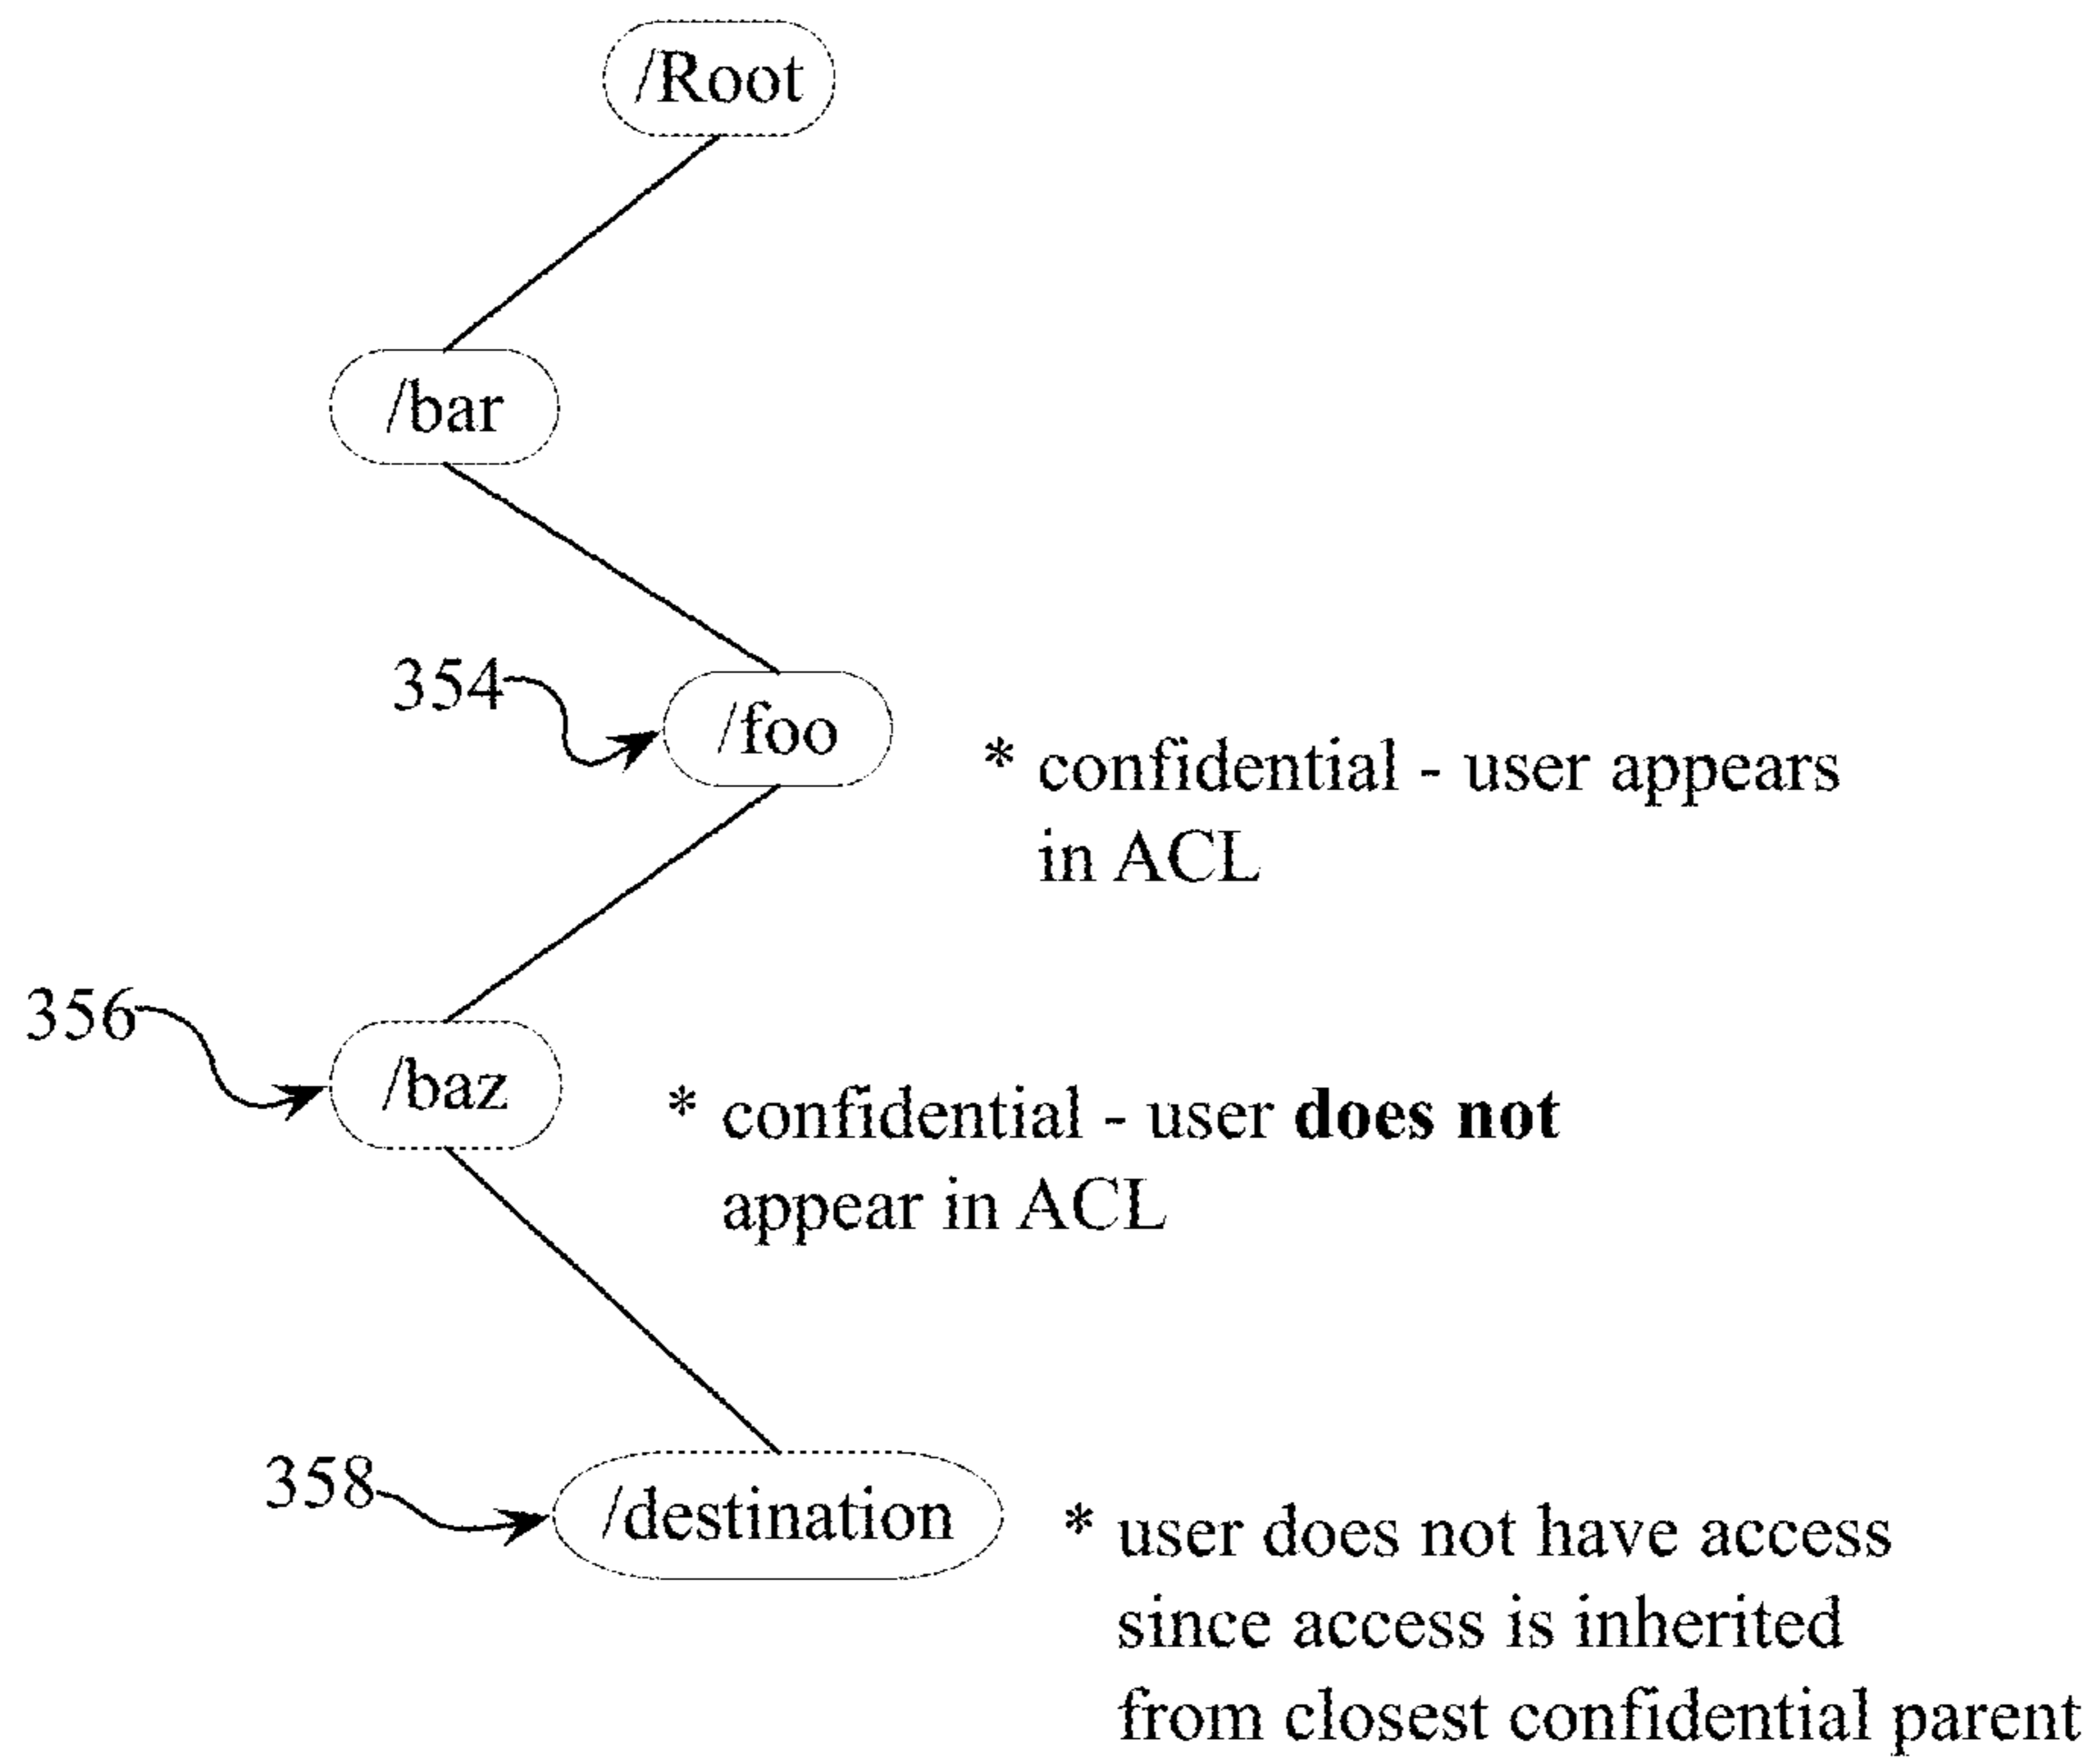 /Root
/bar
354
/foo
* confidential - user appears
in ACL
356
/baz
* confidential - user does not
appear in ACL
358
/destination
* user does not have access
since access is inherited
from closest confidential parent